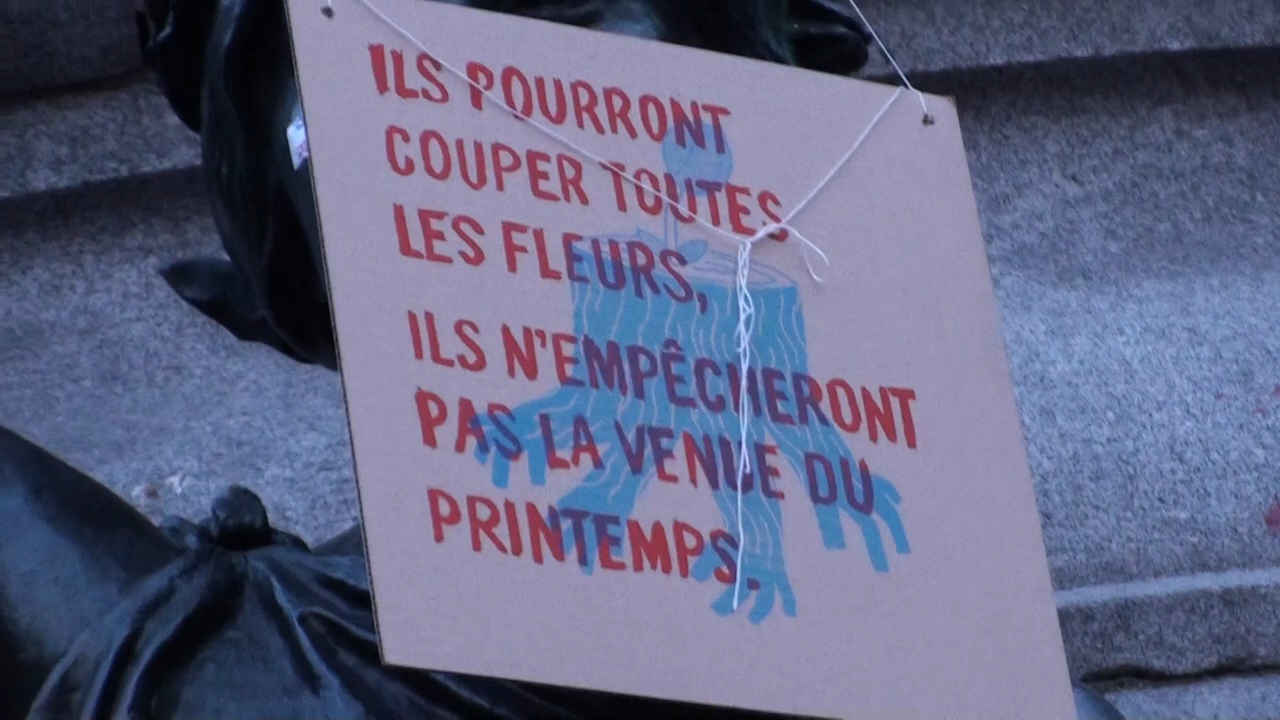 ILS POURRONT
COUPER TOUTES
LES FLEURS,
ILS N'EMPÊCHERONT
PAS LA VENUE DU
PRINTEMPS.